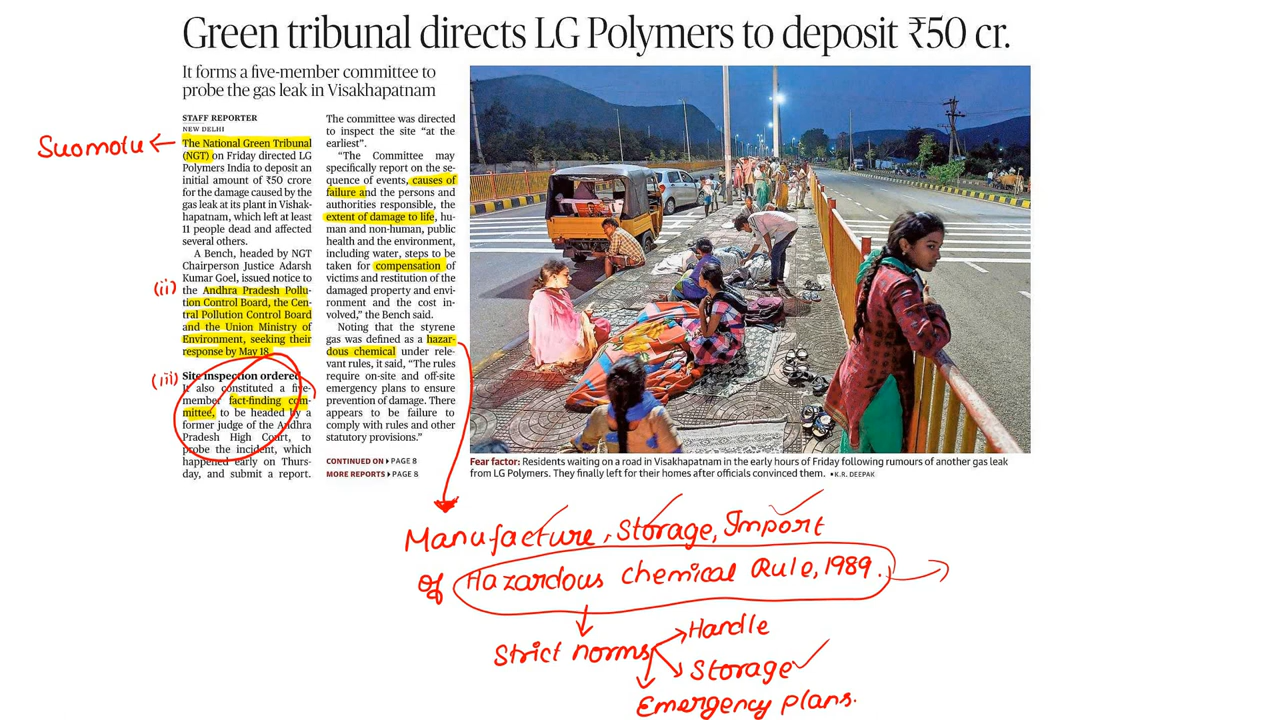 Green tribunal directs LG Polymers to deposit ₹50 cr.
It forms a five-member committee to
probe the gas leak in Visakhapatnam
STAFF REPORTER
NEW DELHI
Suomotu ←
The National Green Tribunal
(NGT) on Friday directed LG
Polymers India to deposit an
initial amount of ₹50 crore
for the damage caused by the
gas leak at its plant in Vishak-
hapatnam, which left at least
11 people dead and affected
several others.
A Bench, headed by NGT
Chairperson Justice Adarsh
Kumar Goel, issued notice to
(ii)
the Andhra Pradesh Pollu-
tion Control Board, the Cen-
tral Pollution Control Board
and the Union Ministry of
Environment, seeking their
response by May 18.
(iii)
Site inspection ordered
It also constituted a five-
member fact-finding com-
mittee, to be headed by a
former judge of the Andhra
Pradesh High Court, to
probe the incident, which
happened early on Thurs-
day, and submit a report.
The committee was directed
to inspect the site “at the
earliest”.
“The Committee may
specifically report on the se-
quence of events, causes of
failure and the persons and
authorities responsible, the
extent of damage to life, hu-
man and non-human, public
health and the environment,
including water, steps to be
taken for compensation of
victims and restitution of the
damaged property and envi-
ronment and the cost in-
volved,” the Bench said.
Noting that the styrene
gas was defined as a hazar-
dous chemical under rele-
vant rules, it said, “The rules
require on-site and off-site
emergency plans to ensure
prevention of damage. There
appears to be failure to
comply with rules and other
statutory provisions.”
CONTINUED ON ▸ PAGE 8
MORE REPORTS ▸ PAGE 8
Fear factor: Residents waiting on a road in Visakhapatnam in the early hours of Friday following rumours of another gas leak
from LG Polymers. They finally left for their homes after officials convinced them. •K.R. DEEPAK
Manufacture, Storage, Import
of Hazardous chemical Rule, 1989.
Strict norms
Handle
Storage
Emergency plans.